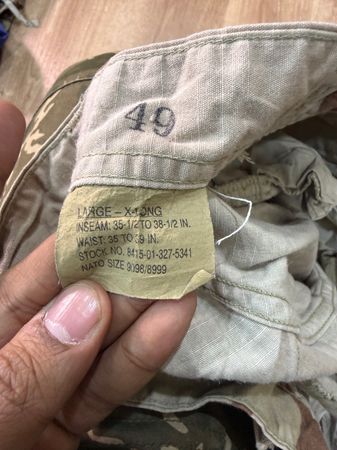 49
LARGE – X-LONG
INSEAM: 35-1/2 TO 38-1/2 IN.
WAIST: 35 TO 39 IN.
STOCK NO. 8415-01-327-5341
NATO SIZE 9098/8999